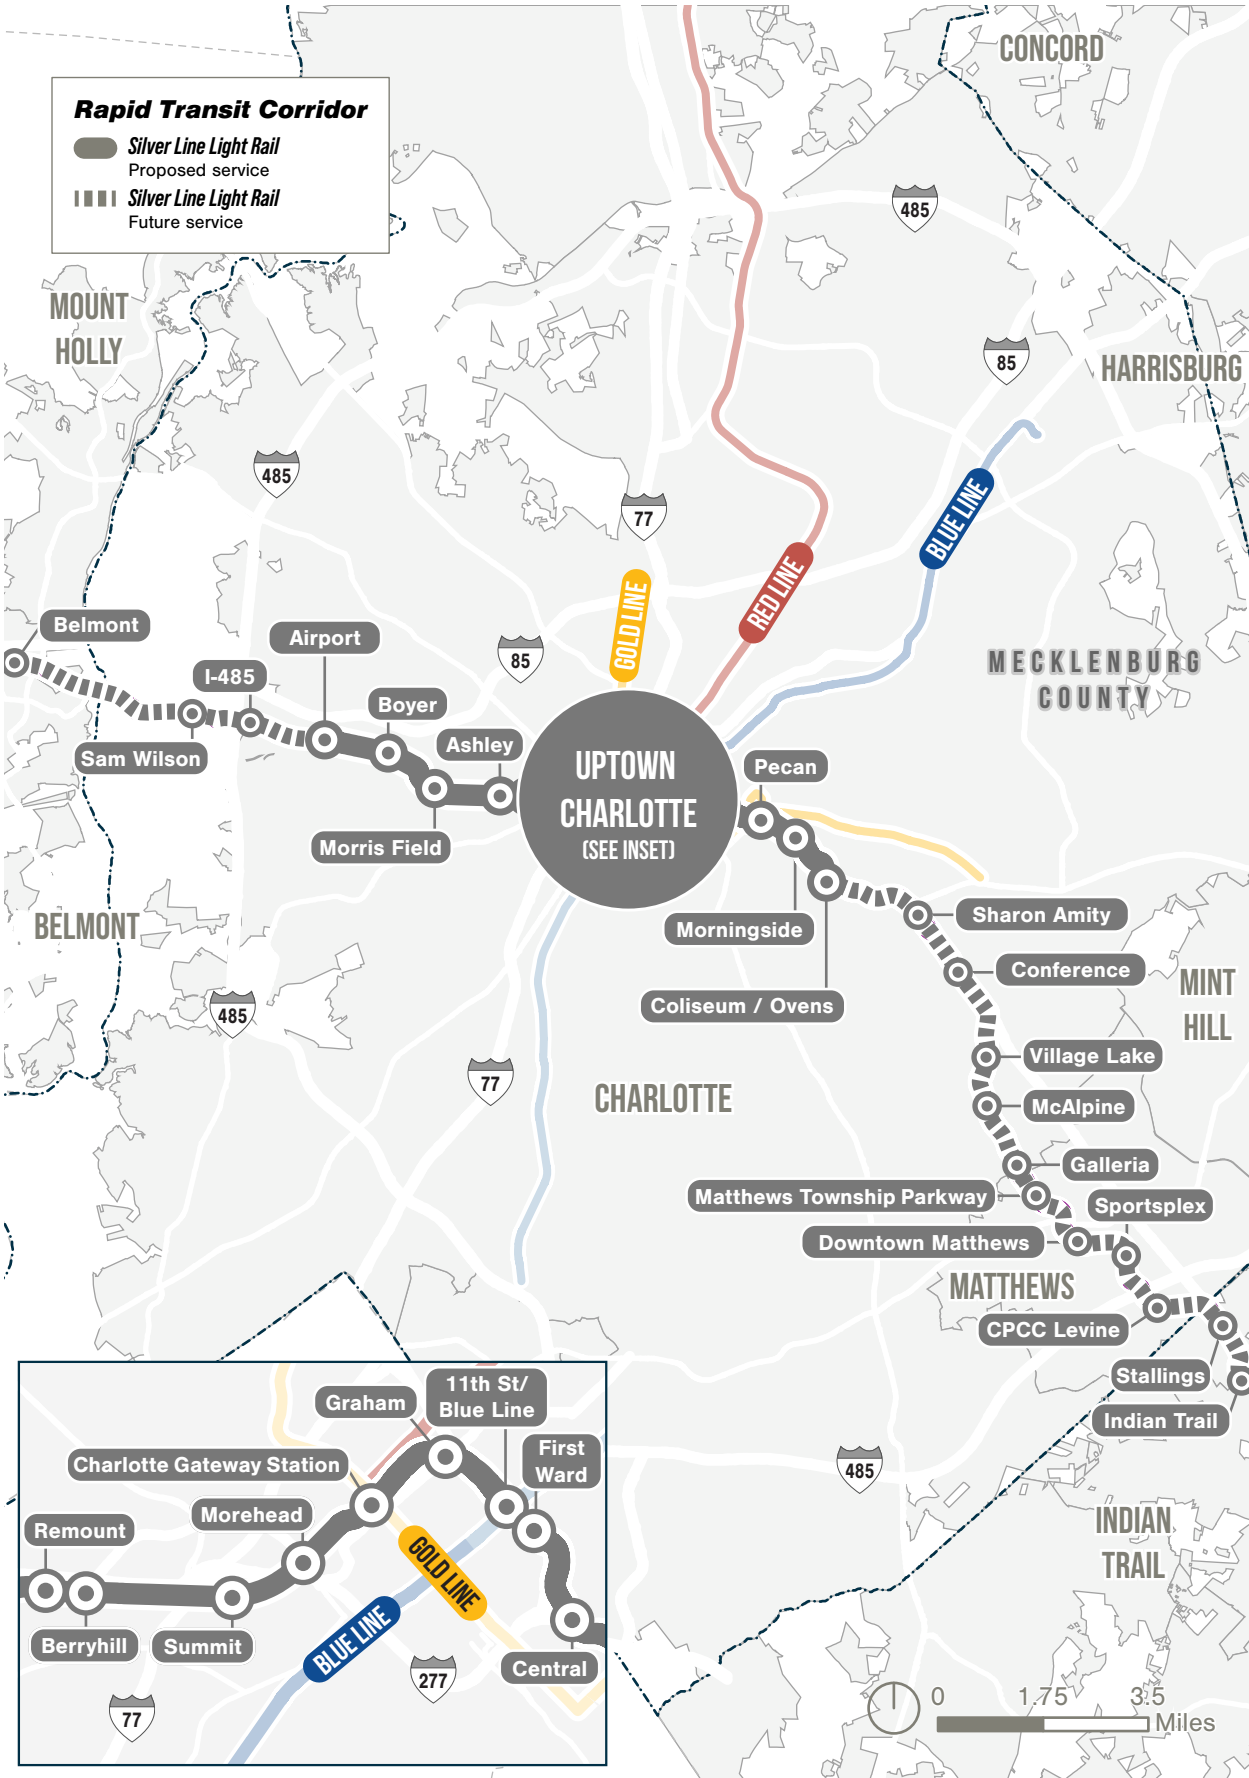 CONCORD
Rapid Transit Corridor
Silver Line Light Rail
Proposed service
Silver Line Light Rail
Future service
485
MOUNT
HOLLY
85
HARRISBURG
485
77
BLUE LINE
RED LINE
GOLD LINE
Belmont
Airport
85
I-485
MECKLENBURG
COUNTY
Boyer
Ashley
Sam Wilson
UPTOWN
CHARLOTTE
(SEE INSET)
Pecan
Morris Field
BELMONT
Morningside
Sharon Amity
Conference
MINT
HILL
Coliseum / Ovens
485
77
Village Lake
CHARLOTTE
McAlpine
Galleria
Matthews Township Parkway
Sportsplex
Downtown Matthews
MATTHEWS
CPCC Levine
Stallings
Indian Trail
485
INDIAN
TRAIL
11th St/
Blue Line
Graham
First
Ward
Charlotte Gateway Station
Morehead
Remount
GOLD LINE
BLUE LINE
Berryhill
Summit
Central
277
77
0
1.75
3.5
Miles